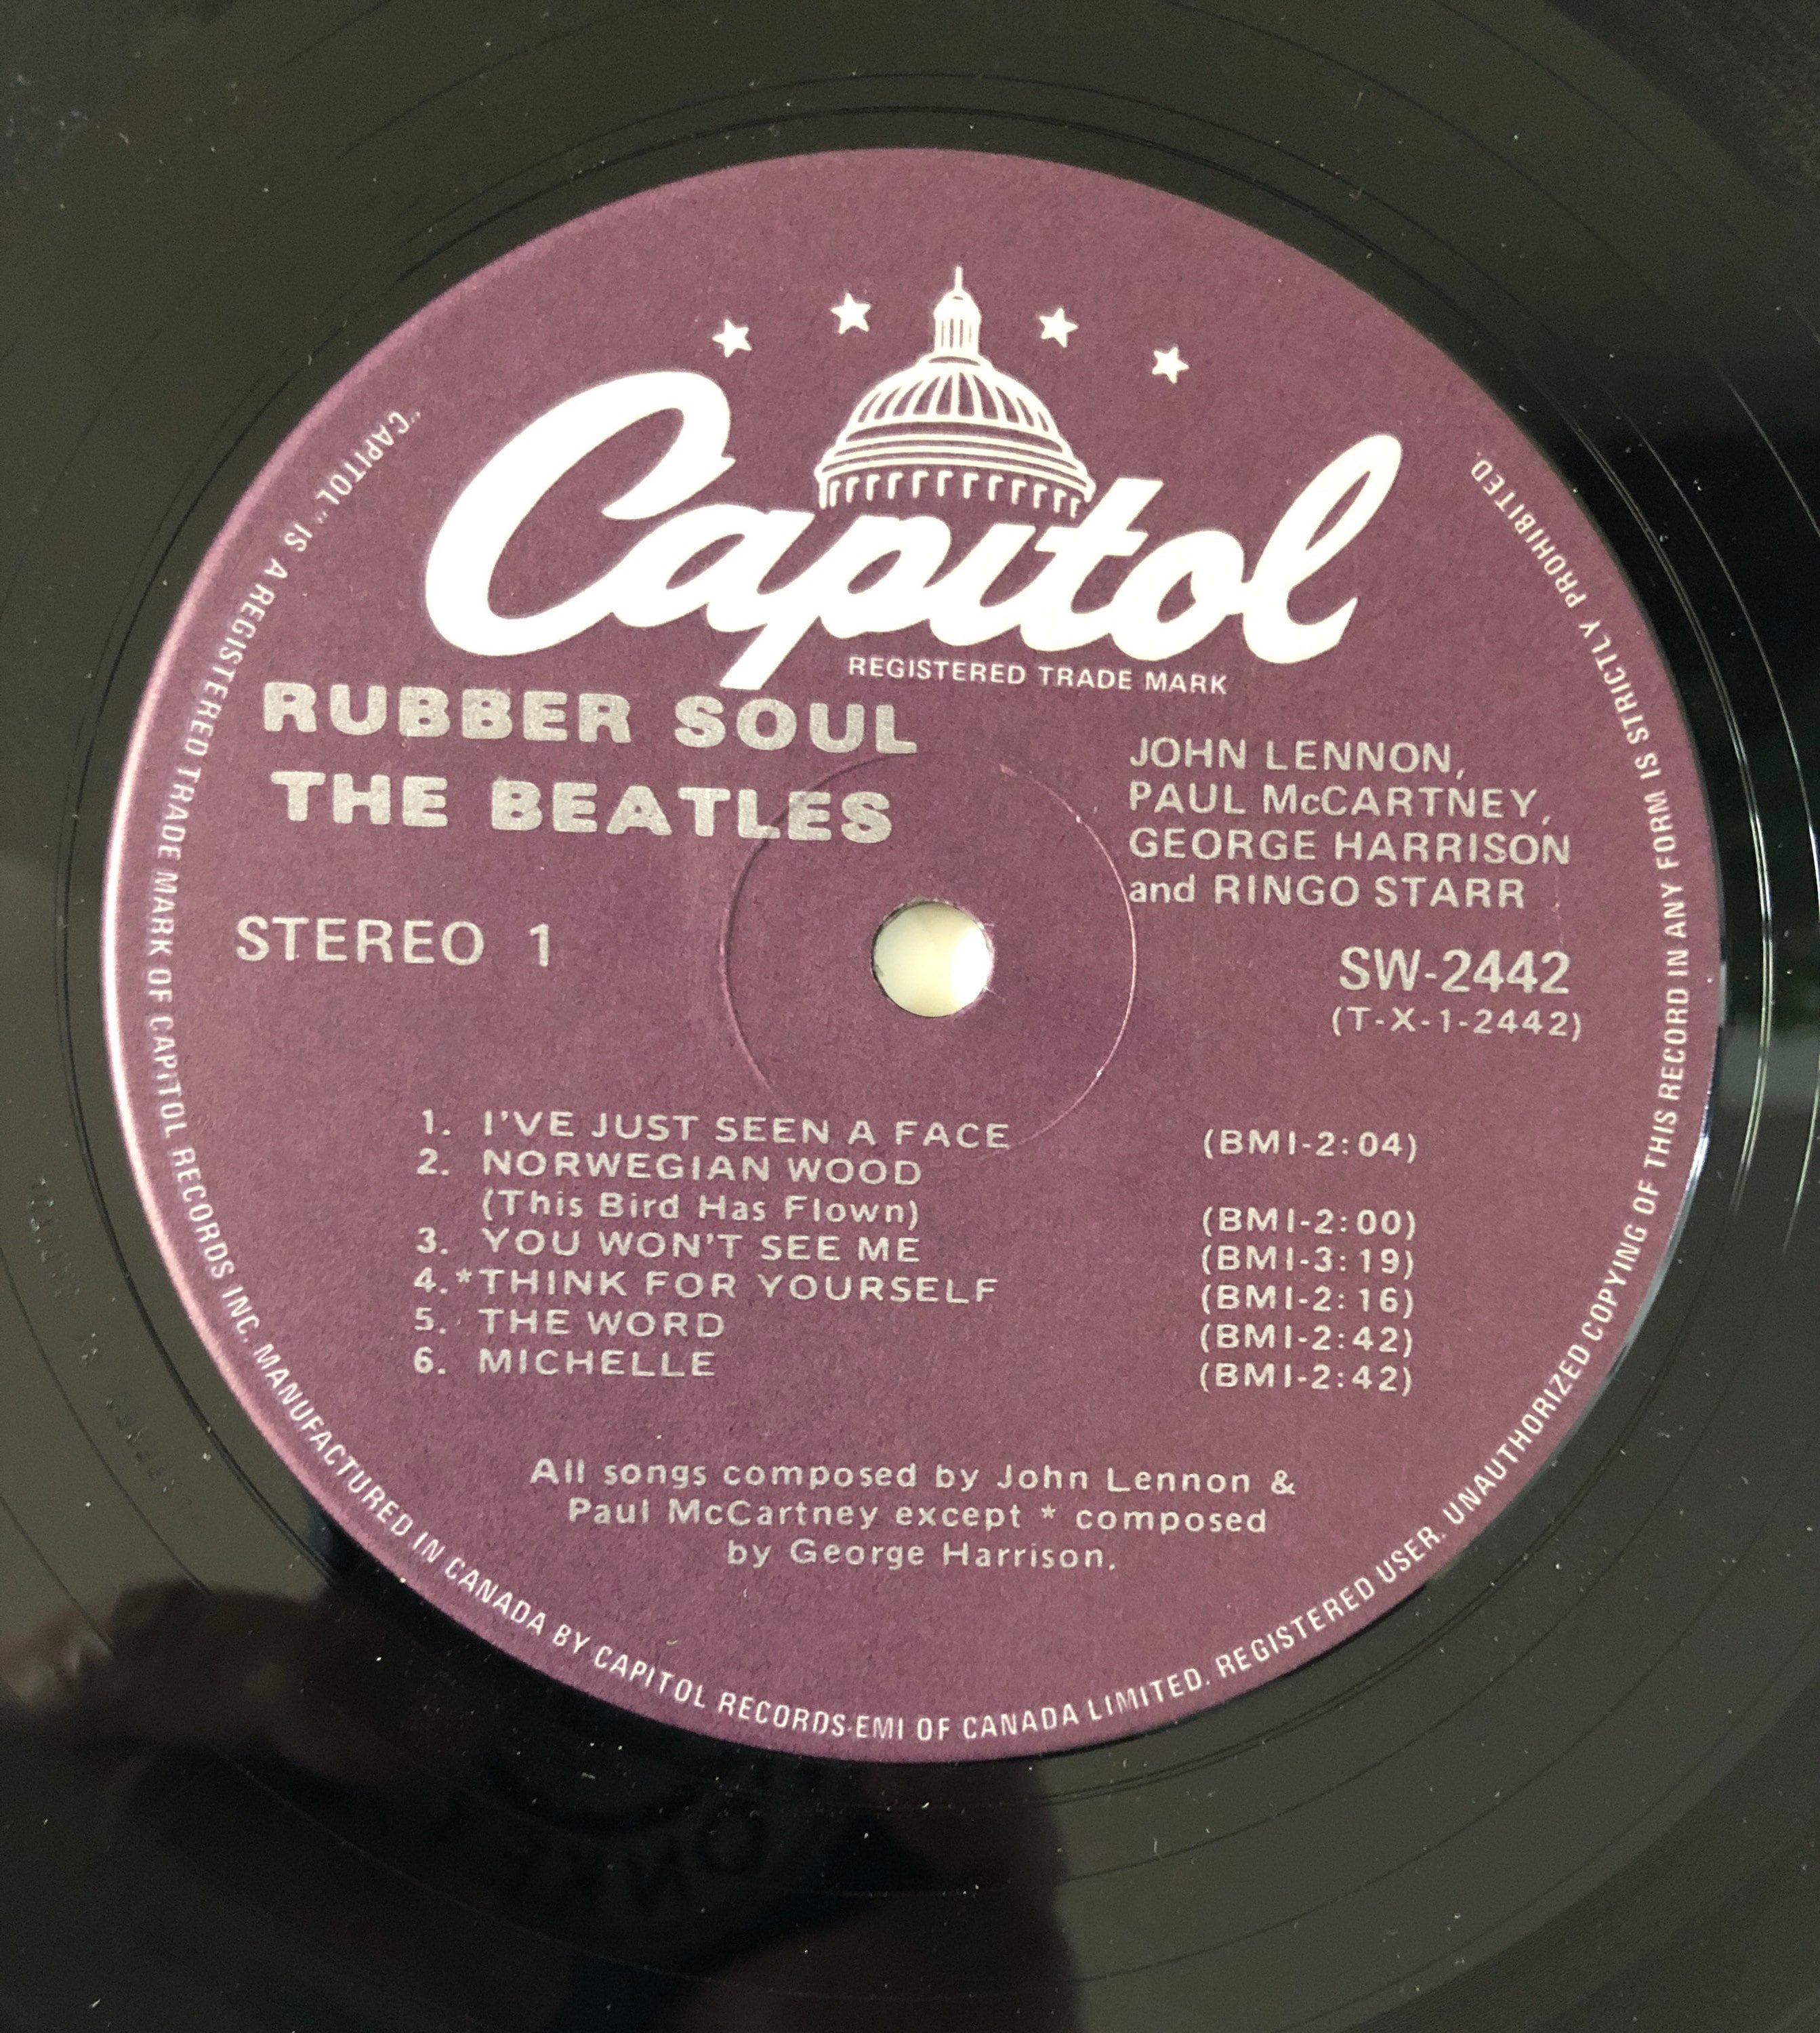 Capitol
REGISTERED TRADE MARK
RUBBER SOUL
THE BEATLES
JOHN LENNON,
PAUL McCARTNEY,
GEORGE HARRISON
and RINGO STARR
STEREO 1
SW-2442
(T-X-1-2442)
1. I'VE JUST SEEN A FACE (BMI-2:04)
2. NORWEGIAN WOOD
(This Bird Has Flown) (BMI-2:00)
3. YOU WON'T SEE ME (BMI-3:19)
4.*THINK FOR YOURSELF (BMI-2:16)
5. THE WORD (BMI-2:42)
6. MICHELLE (BMI-2:42)
All songs composed by John Lennon &
Paul McCartney except * composed
by George Harrison.
"CAPITOL" IS A REGISTERED TRADE MARK OF CAPITOL RECORDS INC. MANUFACTURED IN CANADA BY CAPITOL RECORDS-EMI OF CANADA LIMITED. REGISTERED USER. UNAUTHORIZED COPYING OF THIS RECORD IN ANY FORM IS STRICTLY PROHIBITED.